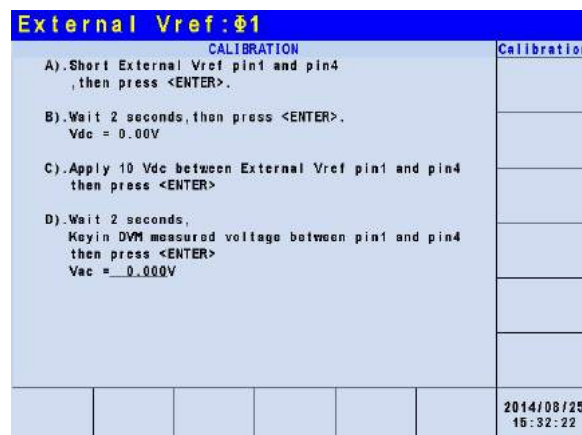 External Vref:Φ1
CALIBRATION
Calibratio
A).Short External Vref pin1 and pin4
,then press <ENTER>.
B).Wait 2 seconds,then press <ENTER>.
Vdc = 0.00V
C).Apply 10 Vdc between External Vref pin1 and pin4
then press <ENTER>
D).Wait 2 seconds,
Keyin DVM measured voltage between pin1 and pin4
then press <ENTER>
Vac = 0.000V
2014/08/25
15:32:22